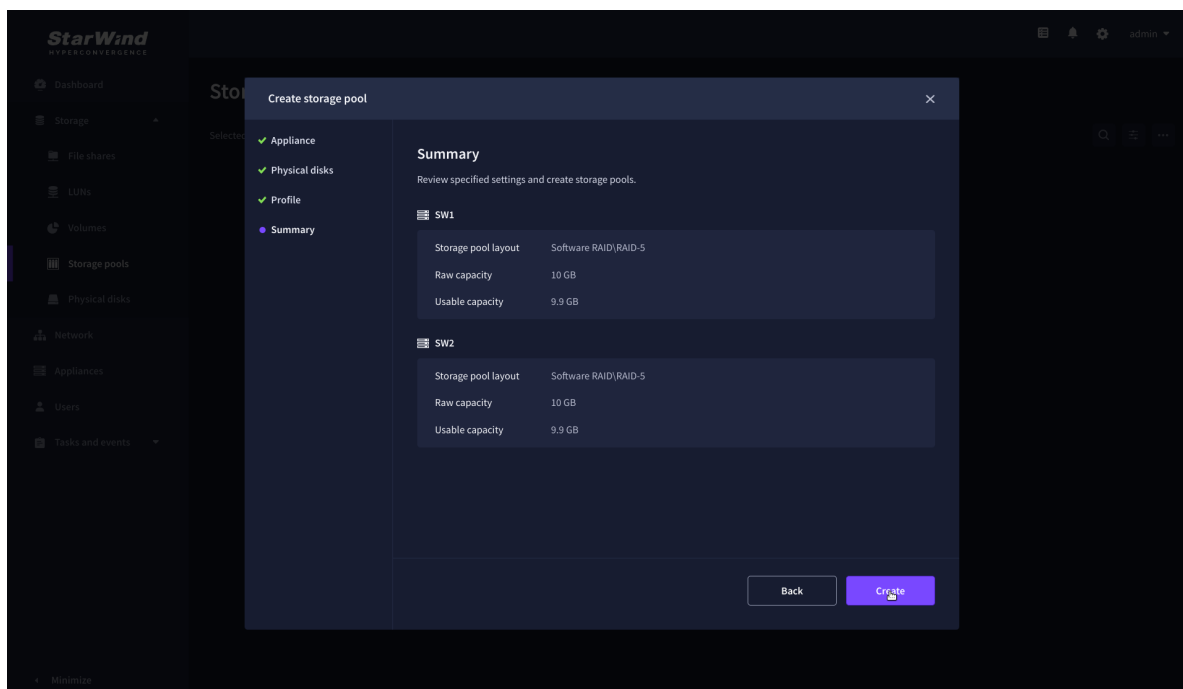 StarWind
HYPERCONVERGENCE
admin
Dashboard
Storage
File shares
LUNs
Volumes
Storage pools
Physical disks
Network
Appliances
Users
Tasks and events
Minimize
Stor
Selected
Create storage pool
Appliance
Physical disks
Profile
Summary
Summary
Review specified settings and create storage pools.
SW1
Storage pool layout Software RAID\RAID-5
Raw capacity 10 GB
Usable capacity 9.9 GB
SW2
Storage pool layout Software RAID\RAID-5
Raw capacity 10 GB
Usable capacity 9.9 GB
Back
Create